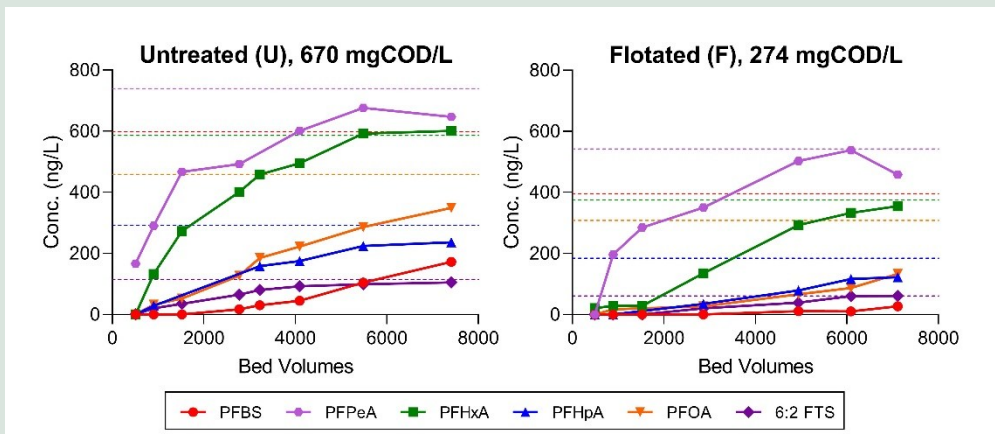 Untreated (U), 670 mgCOD/L
800
600
400
200
0
Conc. (ng/L)
0 2000 4000 6000 8000
Bed Volumes
Flotated (F), 274 mgCOD/L
800
600
400
200
0
Conc. (ng/L)
0 2000 4000 6000 8000
Bed Volumes
PFBS PFPeA PFHxA PFHpA PFOA 6:2 FTS